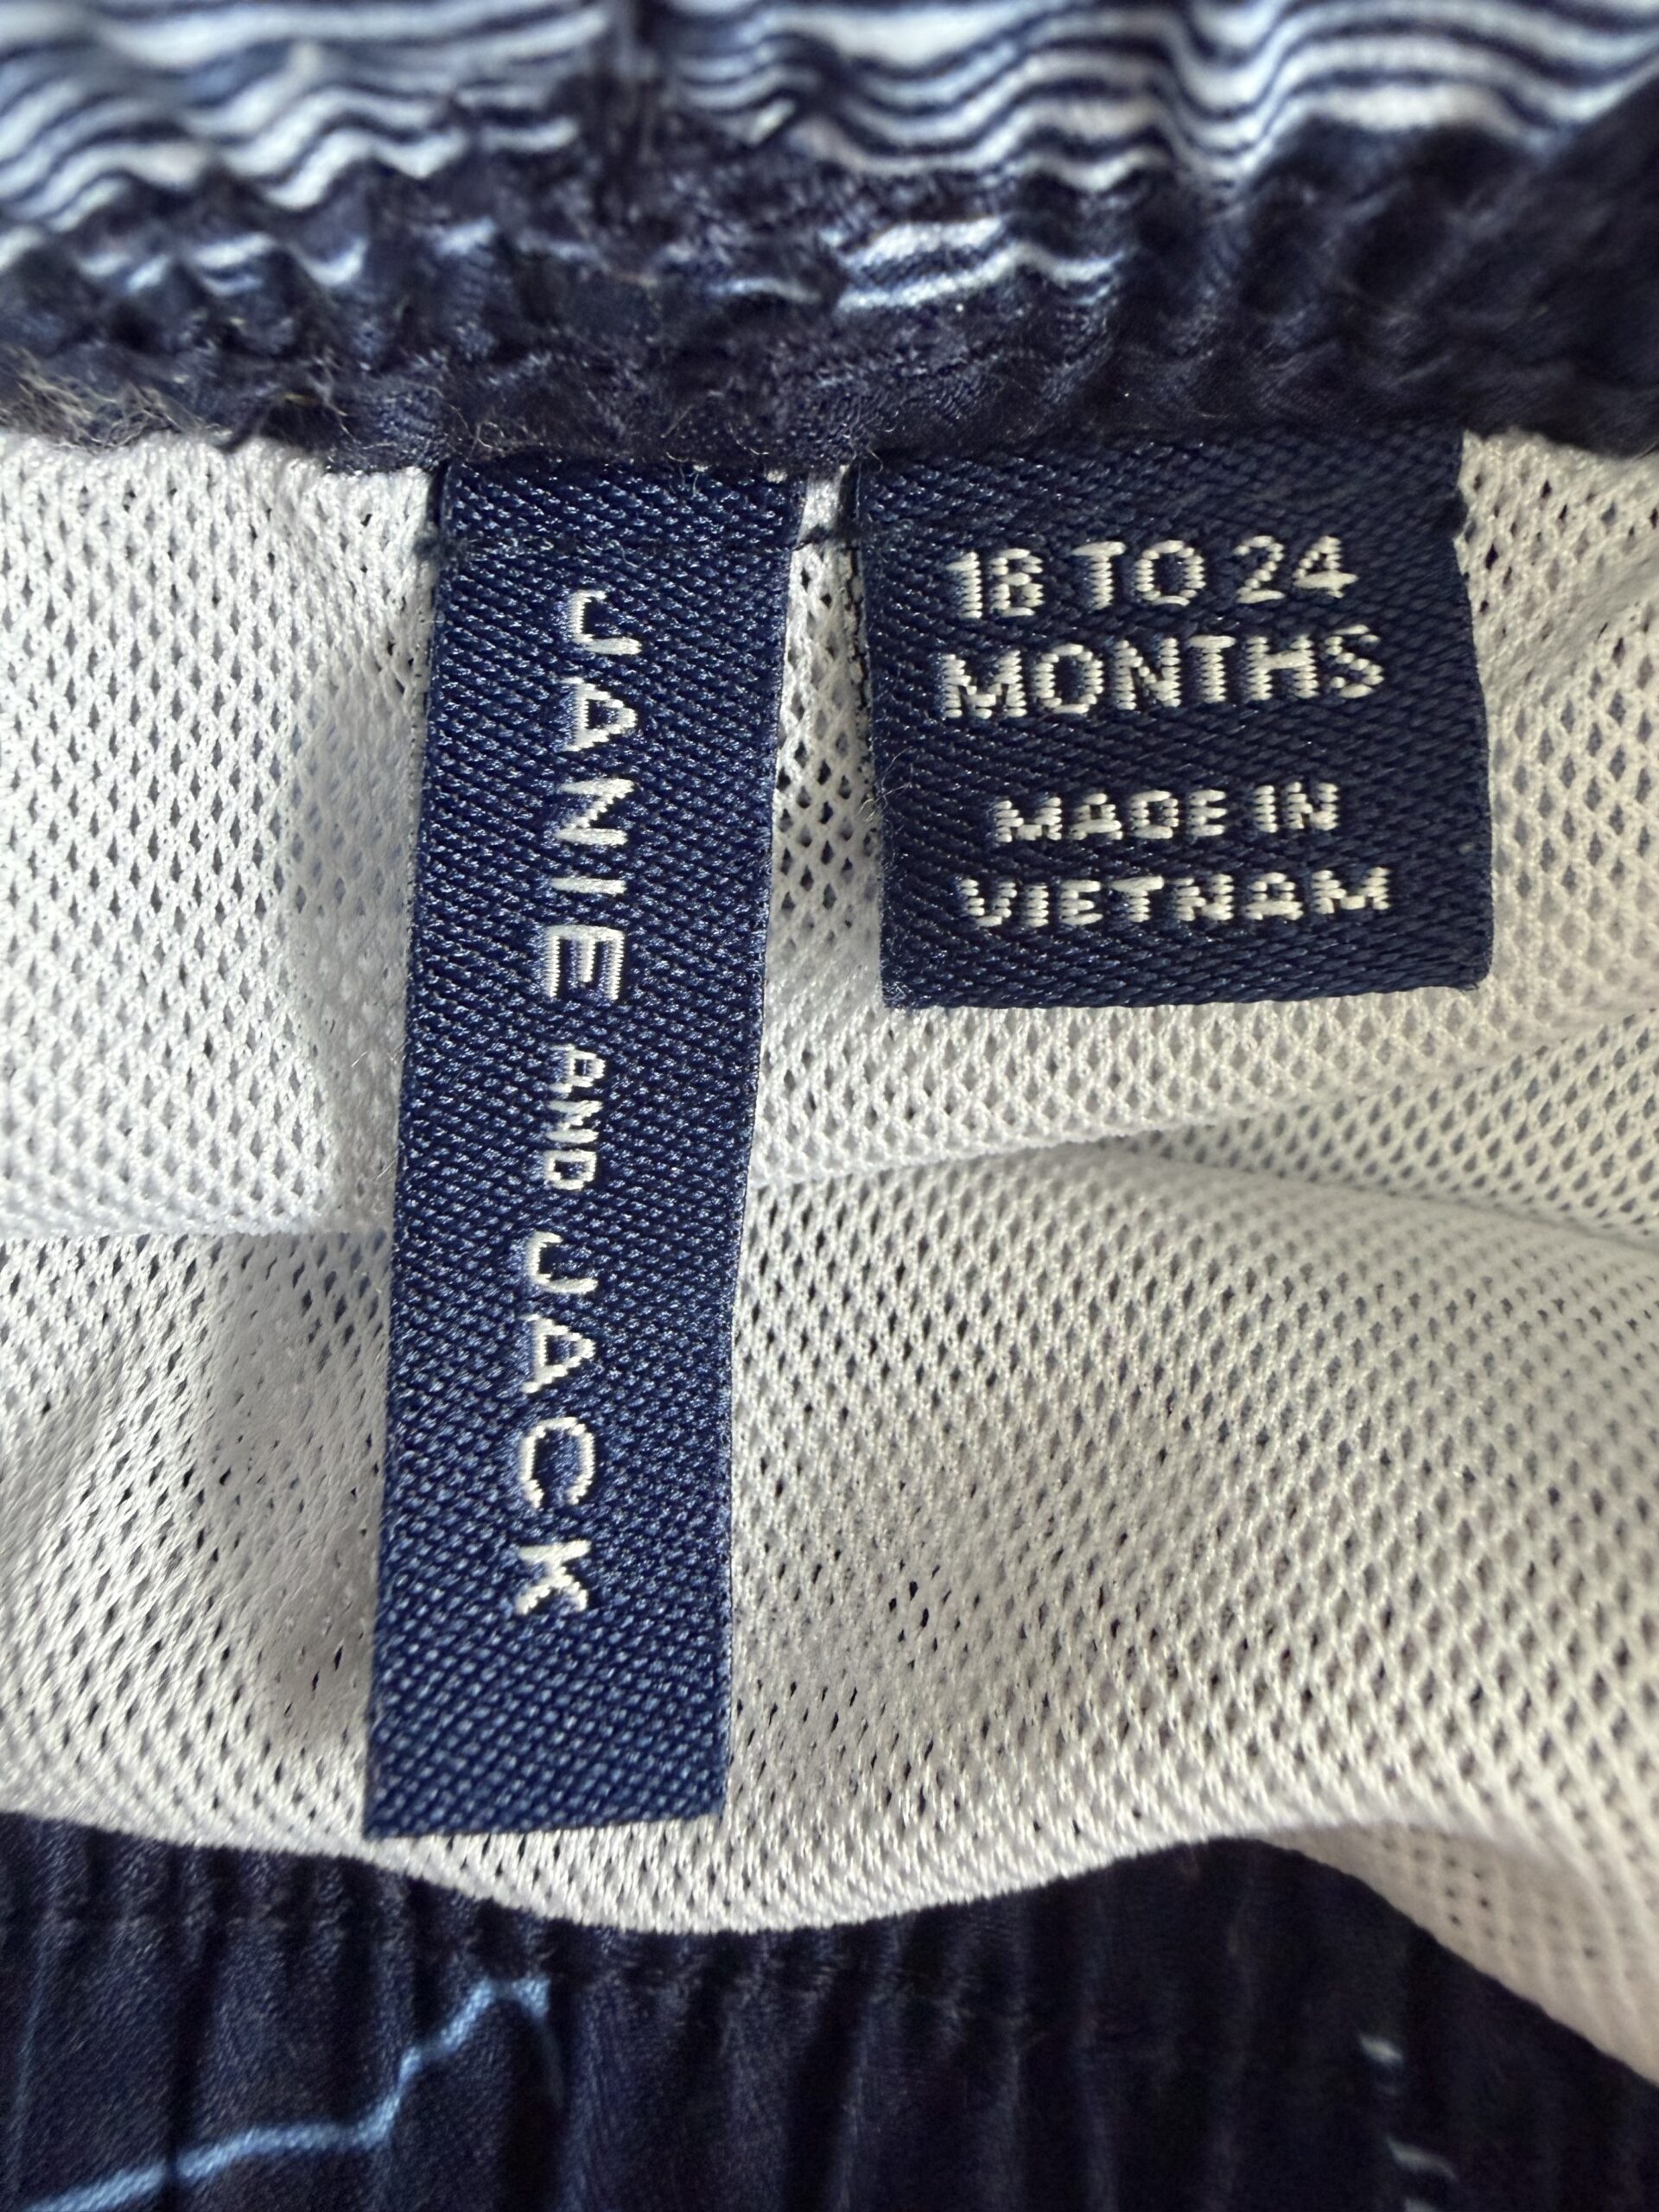 JANIE AND JACK
18 TO 24
MONTHS
MADE IN
VIETNAM